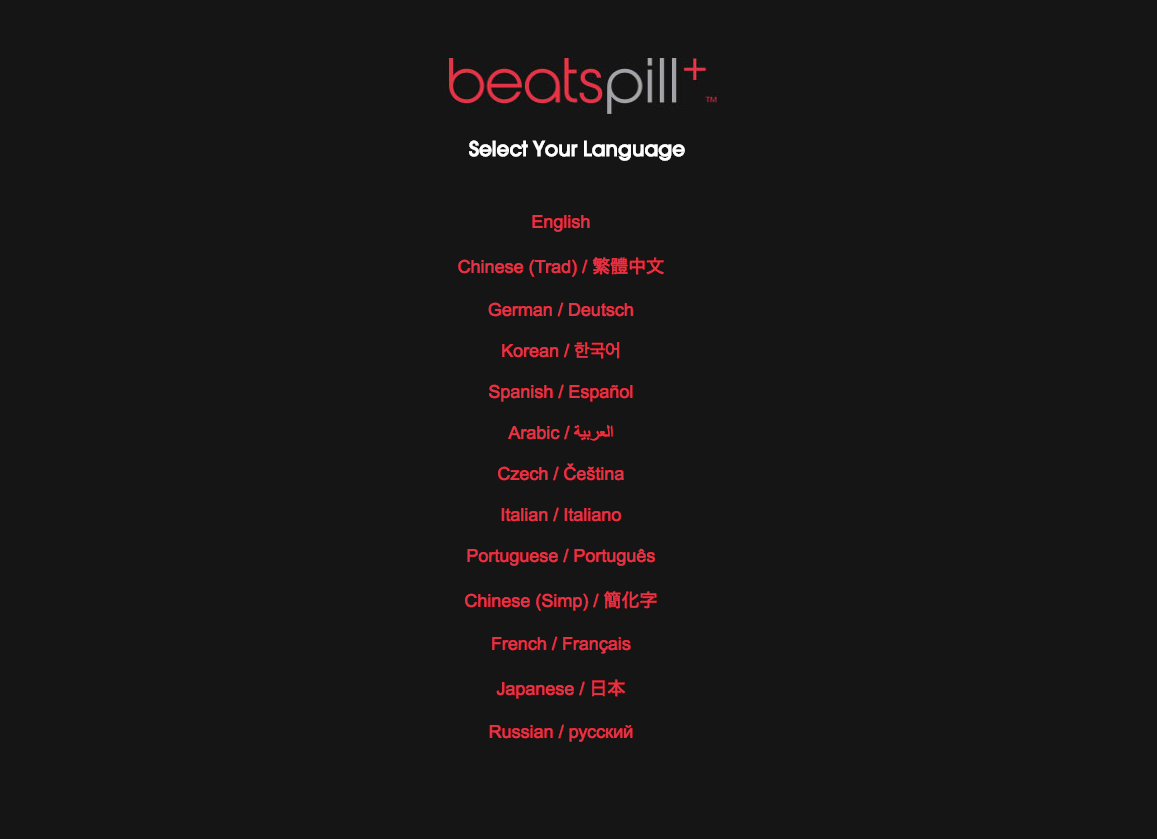 beatspill+™
Select Your Language
English
Chinese (Trad) / 繁體中文
German / Deutsch
Korean / 한국어
Spanish / Español
Arabic / العربية
Czech / Čeština
Italian / Italiano
Portuguese / Português
Chinese (Simp) / 簡化字
French / Français
Japanese / 日本
Russian / русский